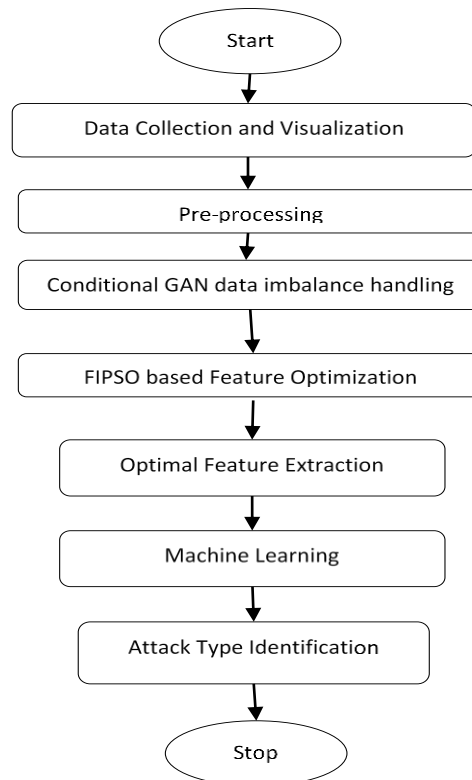 Start
Data Collection and Visualization
Pre-processing
Conditional GAN data imbalance handling
FIPSO based Feature Optimization
Optimal Feature Extraction
Machine Learning
Attack Type Identification
Stop